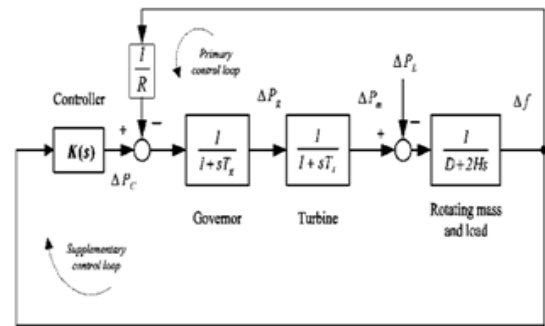 1
R
Primary
control loop
ΔP_L
Controller
ΔP_g
ΔP_m
Δf
+
−
+
−
K(s)
1
1+sT_g
1
1+sT_t
1
D+2Hs
ΔP_C
Governor
Turbine
Rotating mass
and load
Supplementary
control loop